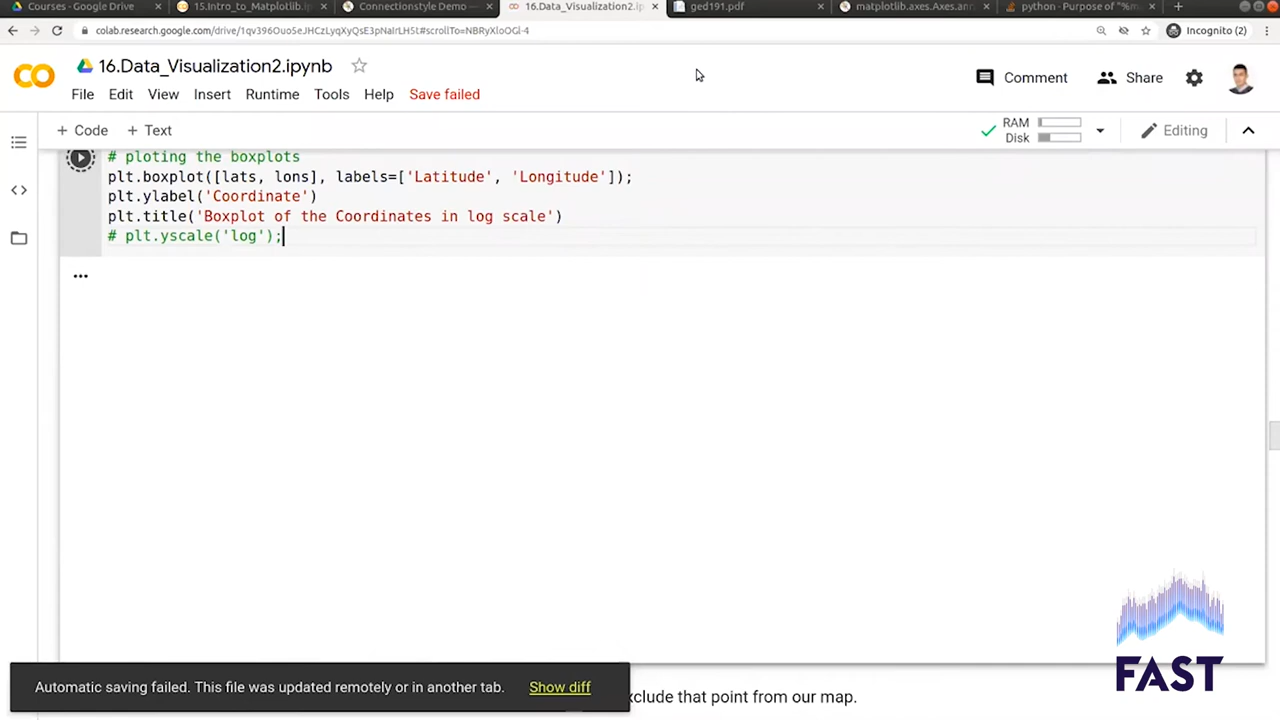 Courses - Google Drive
15.Intro_to_Matplotlib.i
Connectionstyle Demo —
16.Data_Visualization2.i
ged191.pdf
matplotlib.axes.Axes.an
python - Purpose of "%m
colab.research.google.com/drive/1qv396Ouo5eJHCzLyqXyQsE3pNaIrLH5t#scrollTo=NBRyXloOGl-4
Incognito (2)
16.Data_Visualization2.ipynb
File Edit View Insert Runtime Tools Help Save failed
Comment Share
+ Code + Text
RAM
Disk
Editing
# ploting the boxplots
plt.boxplot([lats, lons], labels=['Latitude', 'Longitude']);
plt.ylabel('Coordinate')
plt.title('Boxplot of the Coordinates in log scale')
# plt.yscale('log');
Automatic saving failed. This file was updated remotely or in another tab. Show diff
xclude that point from our map.
FAST